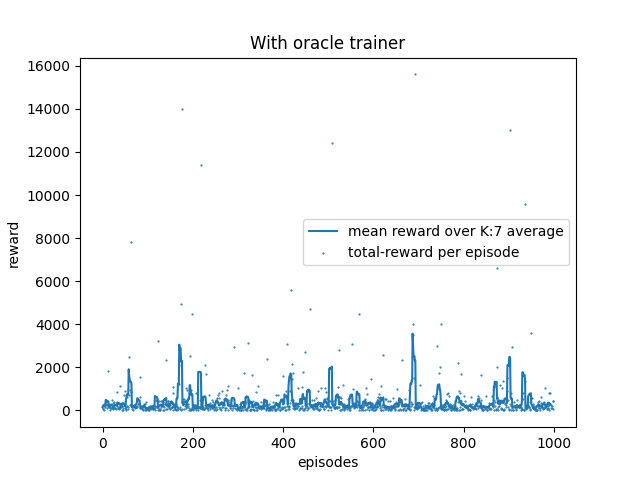 With oracle trainer
16000
14000
12000
10000
8000
6000
4000
2000
0
reward
mean reward over K:7 average
total-reward per episode
0 200 400 600 800 1000
episodes